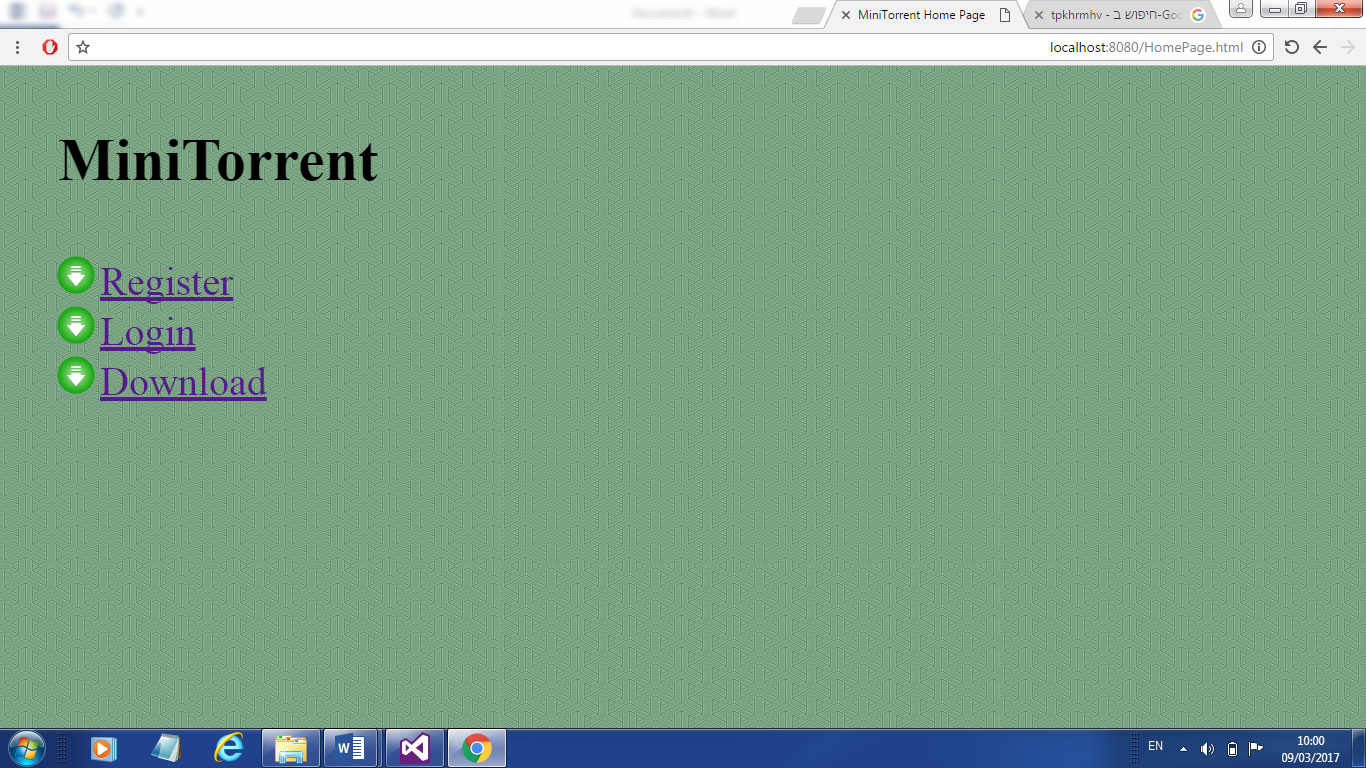 MiniTorrent Home Page
tpkhrmhv - חיפוש ב-Goo
localhost:8080/HomePage.html
MiniTorrent
Register
Login
Download
EN
10:00
09/03/2017